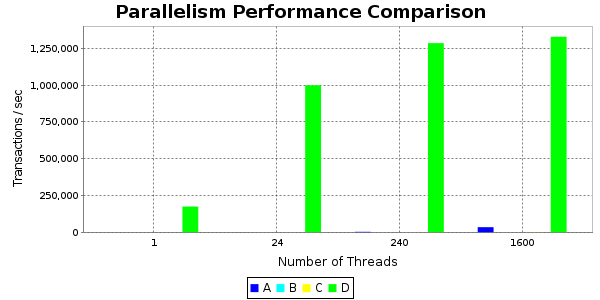 Parallelism Performance Comparison
Transactions / sec
1,250,000
1,000,000
750,000
500,000
250,000
0
1 24 240 1600
Number of Threads
A B C D